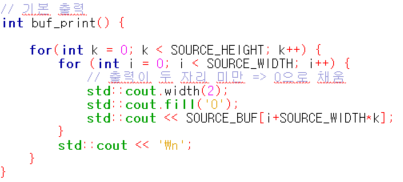 // 기본 출력
int buf_print() {
for(int k = 0; k < SOURCE_HEIGHT; k++) {
for (int i = 0; i < SOURCE_WIDTH; i++) {
// 출력이 두 자리 미만 => 0으로 채움
std::cout.width(2);
std::cout.fill('0');
std::cout << SOURCE_BUF[i+SOURCE_WIDTH*k];
}
std::cout << '₩n';
}
}